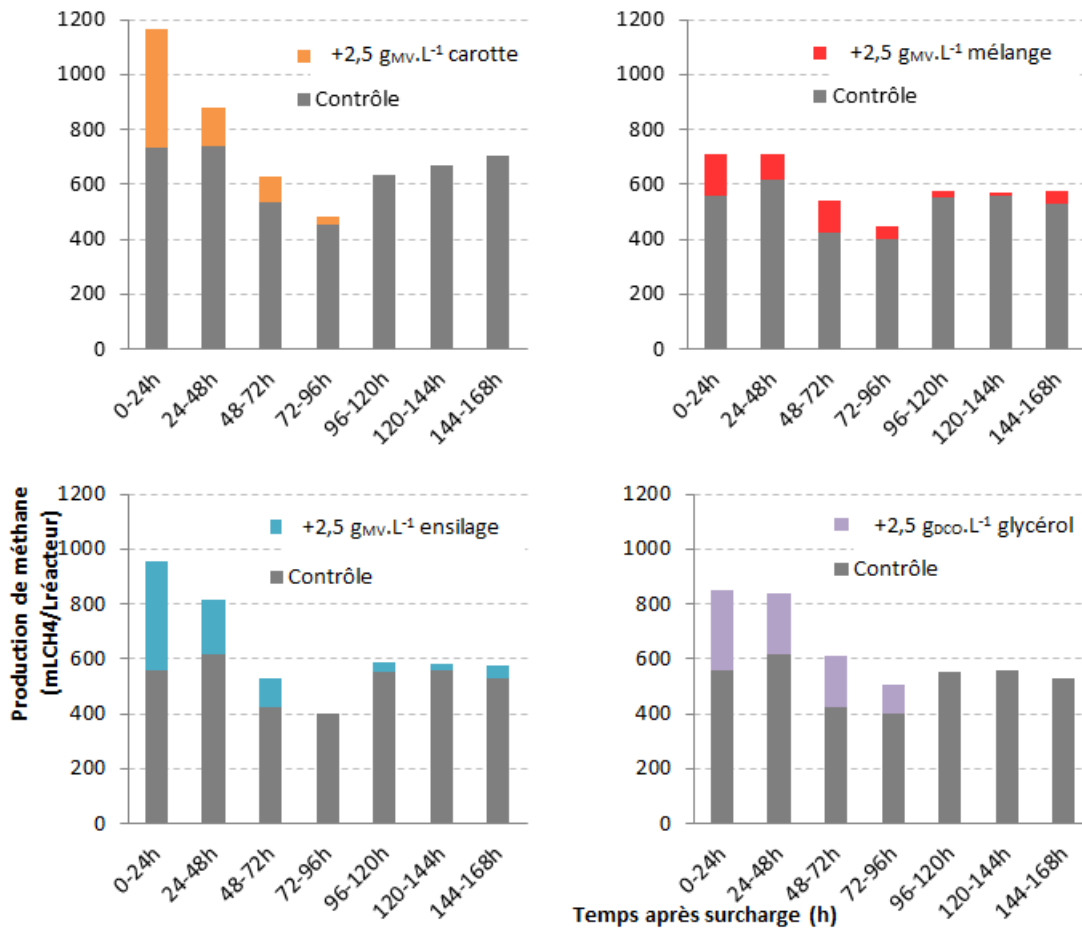 1200
1000
800
600
400
200
0
+2,5 gMV.L-1 carotte
Contrôle
0-24h
24-48h
48-72h
72-96h
96-120h
120-144h
144-168h
1200
1000
800
600
400
200
0
+2,5 gMV.L-1 mélange
Contrôle
0-24h
24-48h
48-72h
72-96h
96-120h
120-144h
144-168h
Production de méthane
(mLCH4/Lréacteur)
1200
1000
800
600
400
200
0
+2,5 gMV.L-1 ensilage
Contrôle
0-24h
24-48h
48-72h
72-96h
96-120h
120-144h
144-168h
1200
1000
800
600
400
200
0
+2,5 gDCO.L-1 glycérol
Contrôle
0-24h
24-48h
48-72h
72-96h
96-120h
120-144h
144-168h
Temps après surcharge (h)